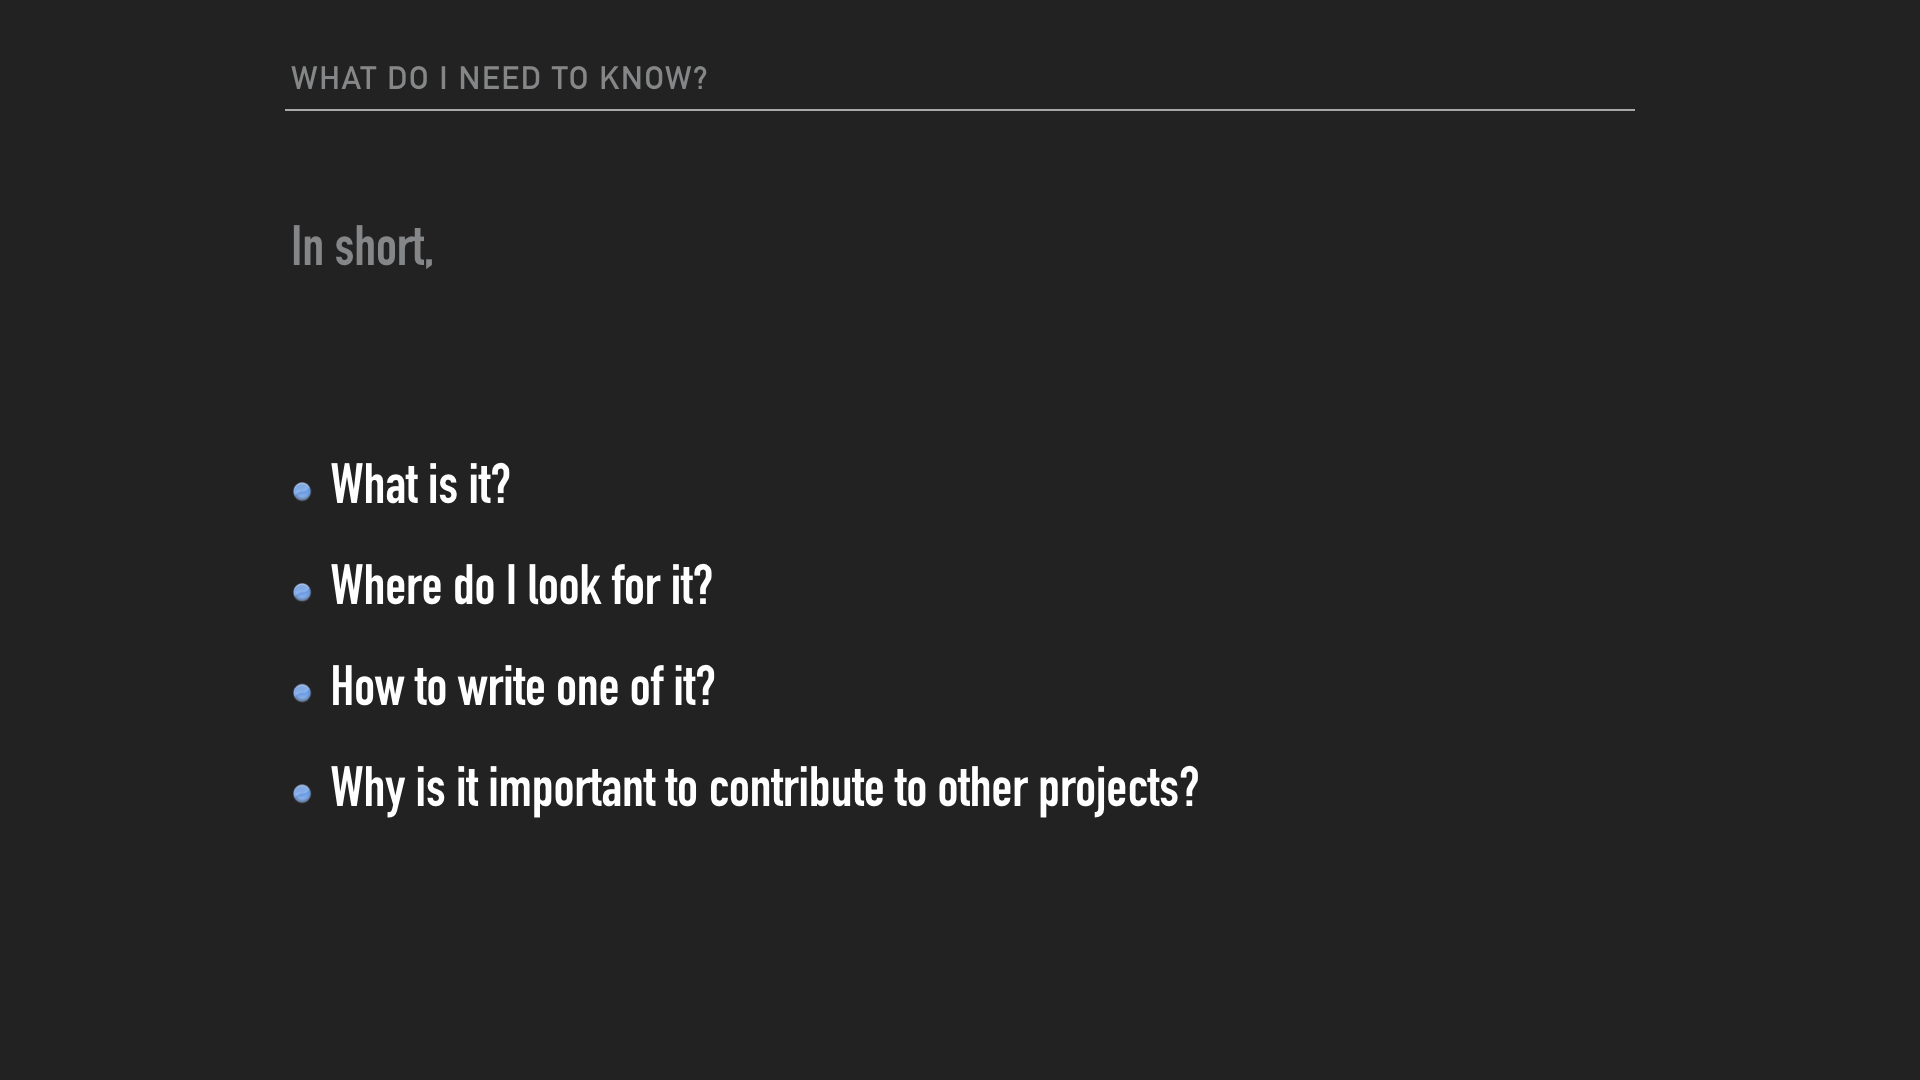 WHAT DO I NEED TO KNOW?
In short,
• What is it?
• Where do I look for it?
• How to write one of it?
• Why is it important to contribute to other projects?